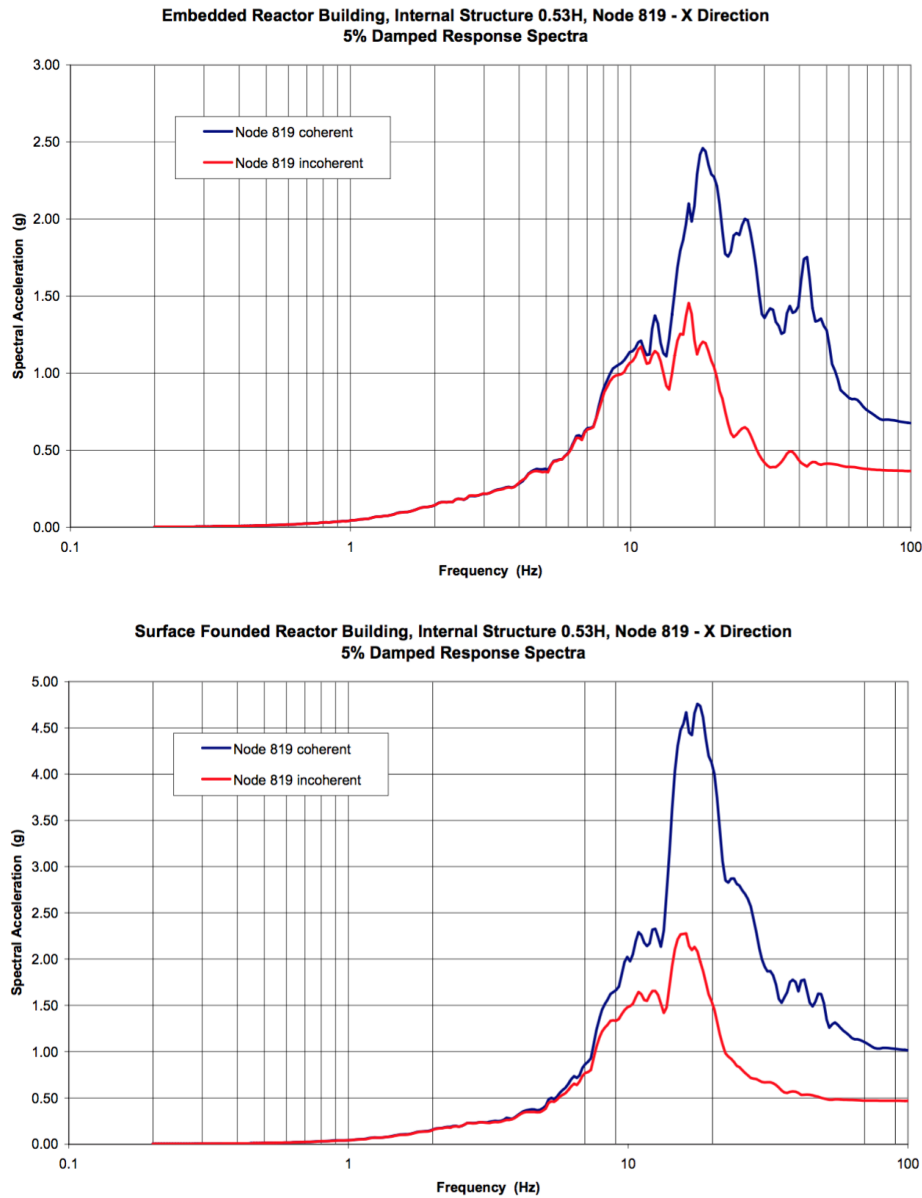 Embedded Reactor Building, Internal Structure 0.53H, Node 819 - X Direction
5% Damped Response Spectra
3.00
Node 819 coherent
2.50
Node 819 incoherent
2.00
Spectral Acceleration (g)
1.50
1.00
0.50
0.00
0.1
1
10
100
Frequency (Hz)
Surface Founded Reactor Building, Internal Structure 0.53H, Node 819 - X Direction
5% Damped Response Spectra
5.00
4.50
Node 819 coherent
Node 819 incoherent
4.00
3.50
3.00
Spectral Acceleration (g)
2.50
2.00
1.50
1.00
0.50
0.00
0.1
1
10
100
Frequency (Hz)